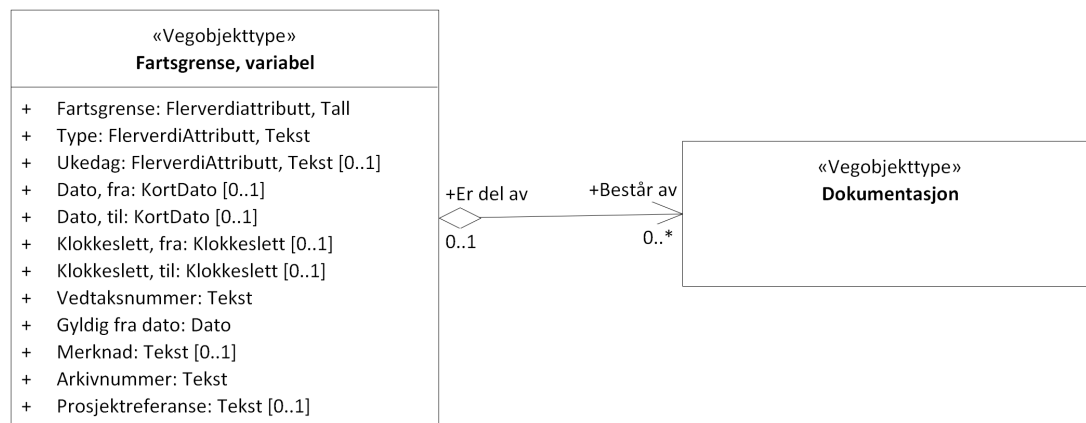 «Vegobjekttype»
Fartsgrense, variabel
+ Fartsgrense: Flerverdiattributt, Tall
+ Type: FlerverdiAttributt, Tekst
+ Ukedag: FlerverdiAttributt, Tekst [0..1]
+ Dato, fra: KortDato [0..1]
+ Dato, til: KortDato [0..1]
+ Klokkeslett, fra: Klokkeslett [0..1]
+ Klokkeslett, til: Klokkeslett [0..1]
+ Vedtaksnummer: Tekst
+ Gyldig fra dato: Dato
+ Merknad: Tekst [0..1]
+ Arkivnummer: Tekst
+ Prosjektreferanse: Tekst [0..1]
+Er del av
0..1
+Består av
0..*
«Vegobjekttype»
Dokumentasjon